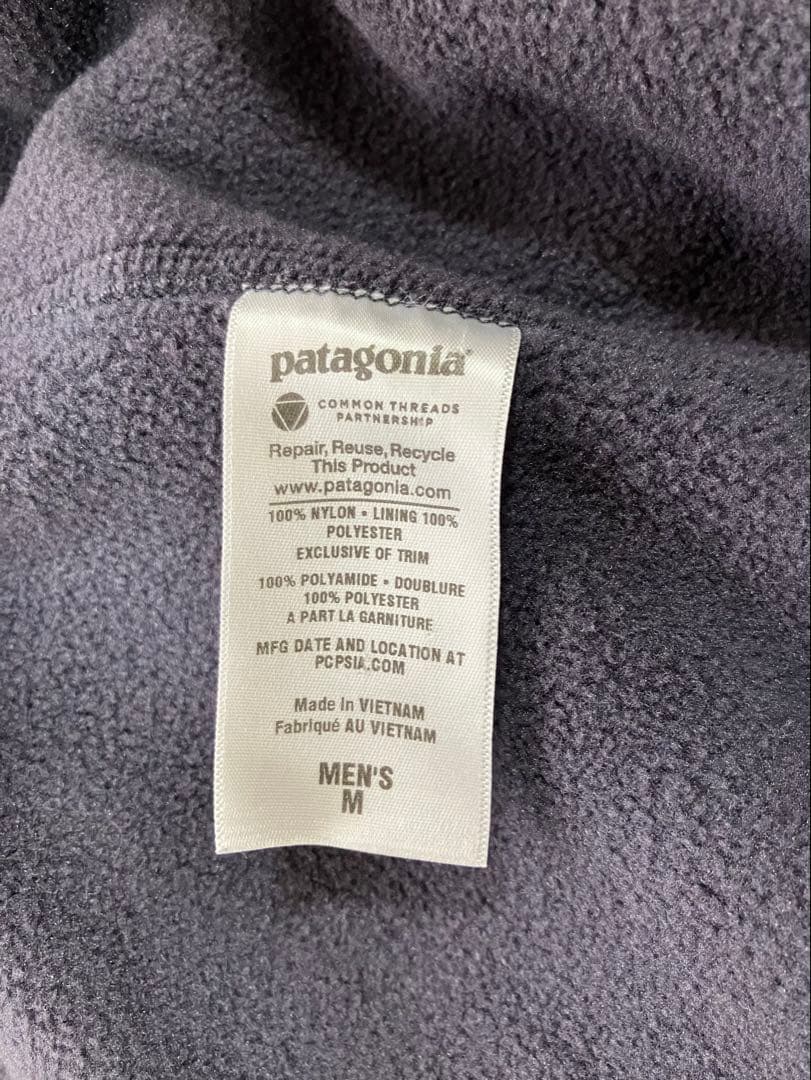 patagonia
COMMON THREADS
PARTNERSHIP
Repair, Reuse, Recycle
This Product
www.patagonia.com
100% NYLON • LINING 100%
POLYESTER
EXCLUSIVE OF TRIM
100% POLYAMIDE • DOUBLURE
100% POLYESTER
A PART LA GARNITURE
MFG DATE AND LOCATION AT
PCPSIA.COM
Made in VIETNAM
Fabriqué AU VIETNAM
MEN'S
M